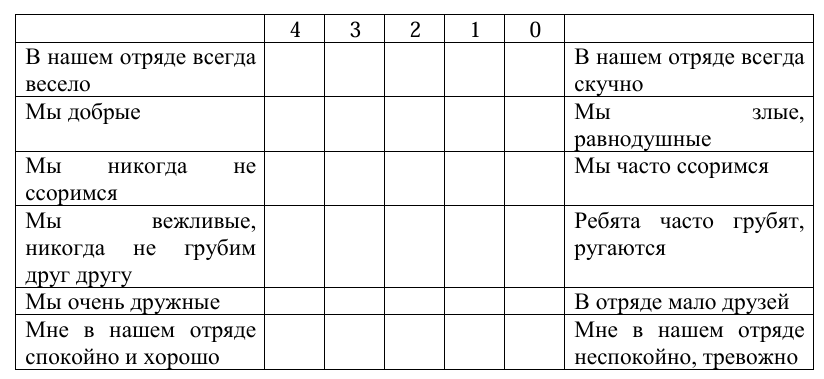 4 3 2 1 0
В нашем отряде всегда
весело
В нашем отряде всегда
скучно
Мы добрые
Мы злые,
равнодушные
Мы никогда не
ссоримся
Мы часто ссоримся
Мы вежливые,
никогда не грубим
друг другу
Ребята часто грубят,
ругаются
Мы очень дружные
В отряде мало друзей
Мне в нашем отряде
спокойно и хорошо
Мне в нашем отряде
неспокойно, тревожно